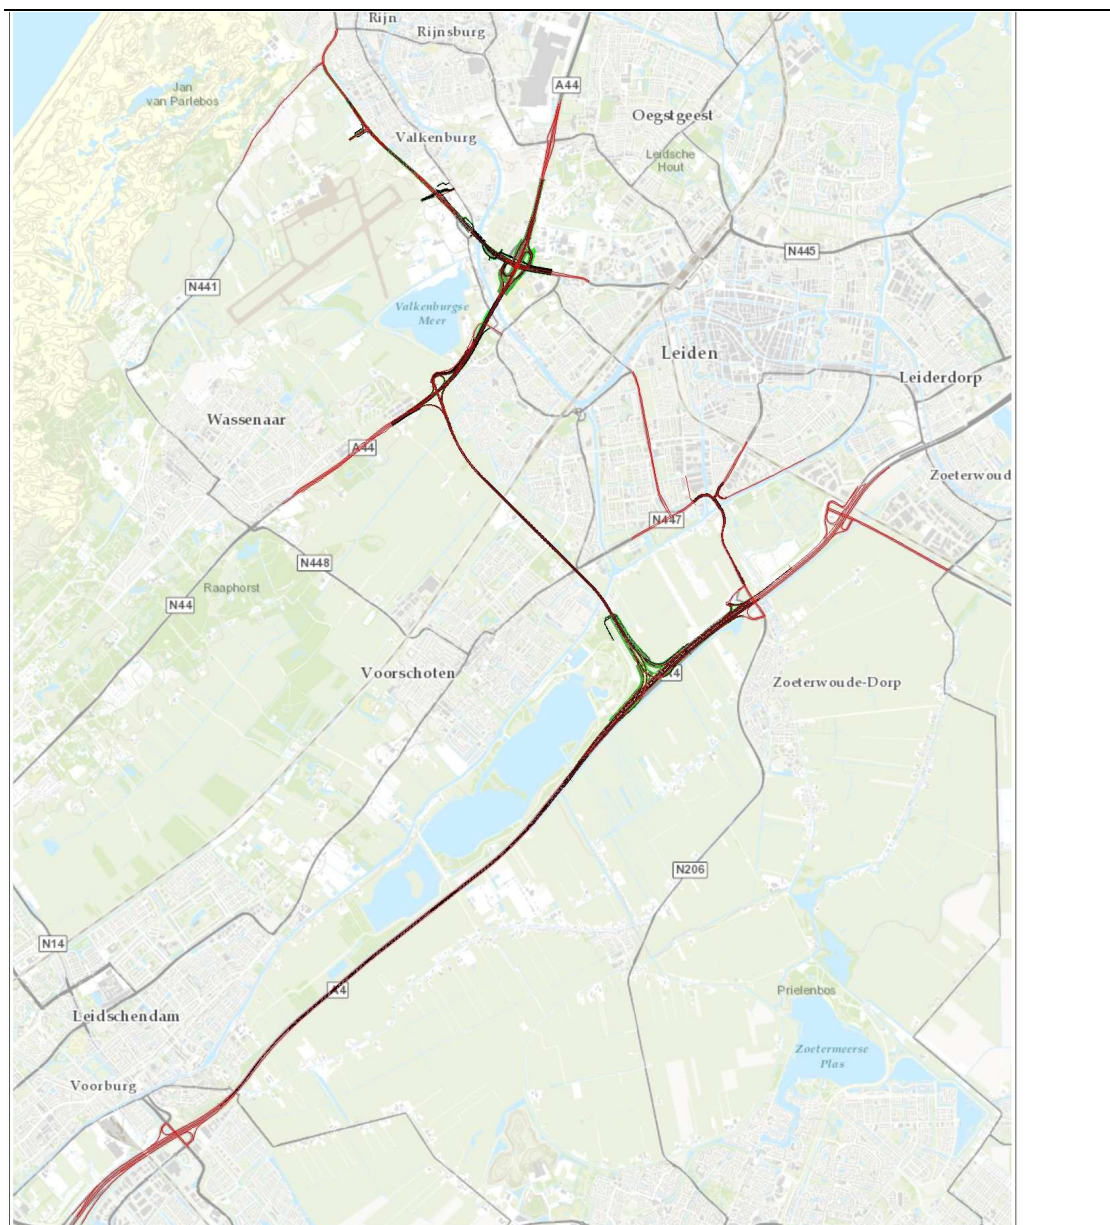 Rijn
Rijnsburg
Jan
van Parlebos
A44
Oegstgeest
Valkenburg
Leidsche
Hout
N445
N441
Valkenburgse
Meer
Leiden
Leiderdorp
Wassenaar
A44
Zoeterwoud
N447
N448
Raaphorst
N44
Voorschoten
A4
Zoeterwoude-Dorp
N206
N14
A4
Prielenbos
Leidschendam
Zoetermeerse
Plas
Voorburg